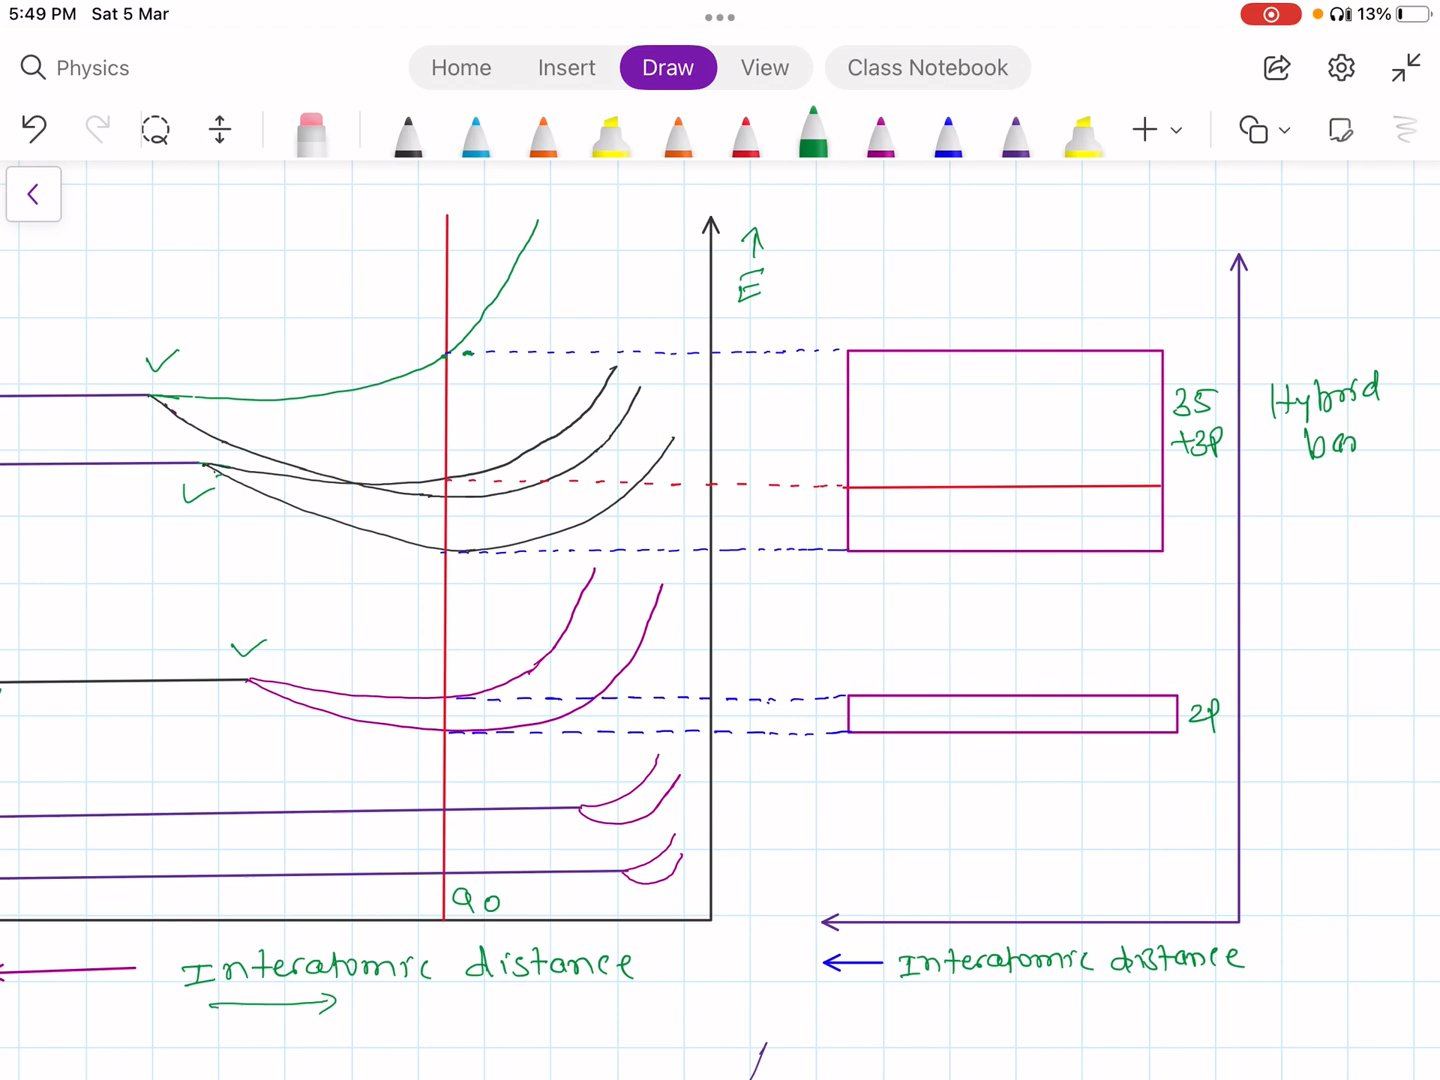 5:49 PM Sat 5 Mar
13%
Physics
Home Insert Draw View Class Notebook
E
3S
+3P
Hybrid
ban
2P
a0
Interatomic distance
Interatomic distance